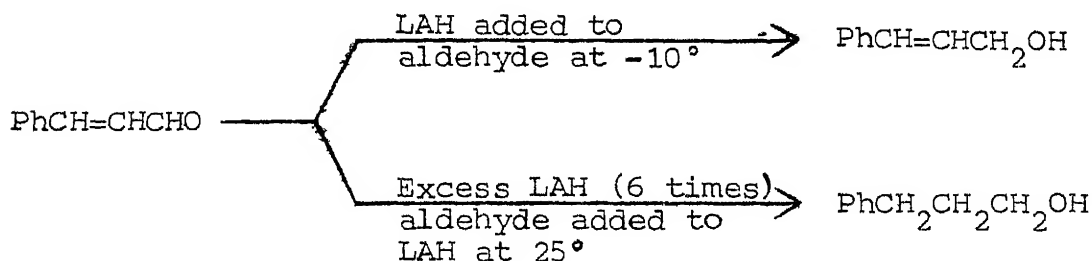 LAH added to
aldehyde at -10°
PhCH=CHCH₂OH
PhCH=CHCHO
Excess LAH (6 times)
aldehyde added to
LAH at 25°
PhCH₂CH₂CH₂OH